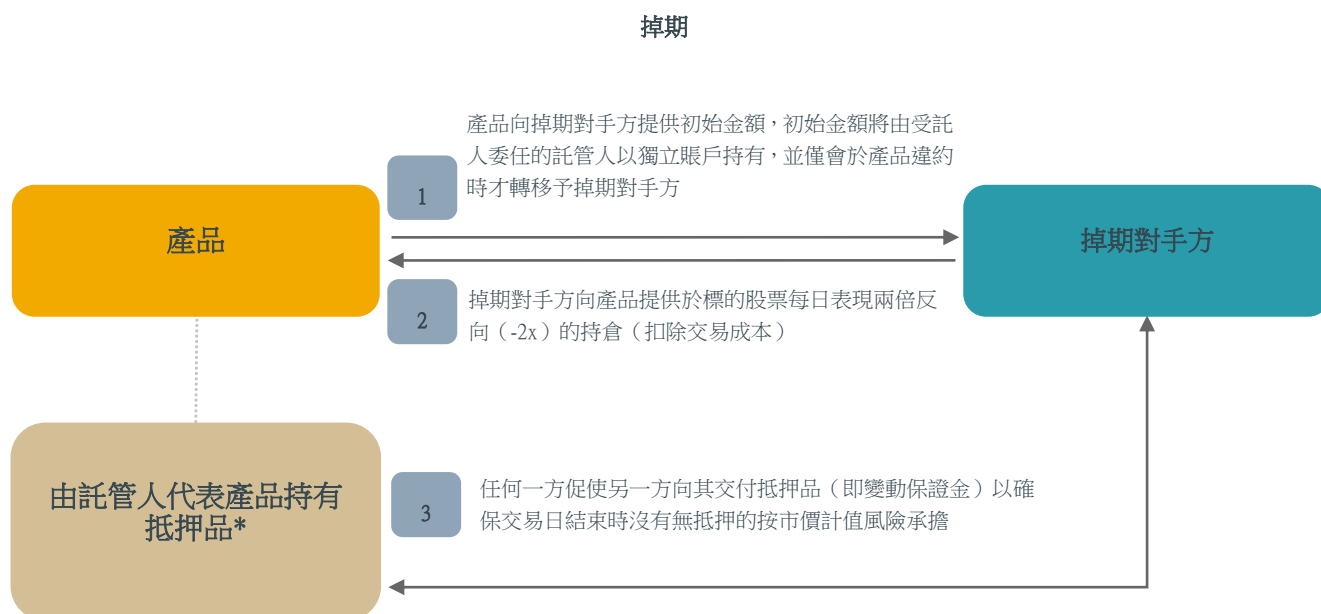 掉期
產品向掉期對手方提供初始金額，初始金額將由受託
人委任的託管人以獨立賬戶持有，並僅會於產品違約
時才轉移予掉期對手方
1
產品
掉期對手方
2
掉期對手方向產品提供於標的股票每日表現兩倍反
向（-2x）的持倉（扣除交易成本）
由託管人代表產品持有
抵押品*
3
任何一方促使另一方向其交付抵押品（即變動保證金）以確
保交易日結束時沒有無抵押的按市價計值風險承擔